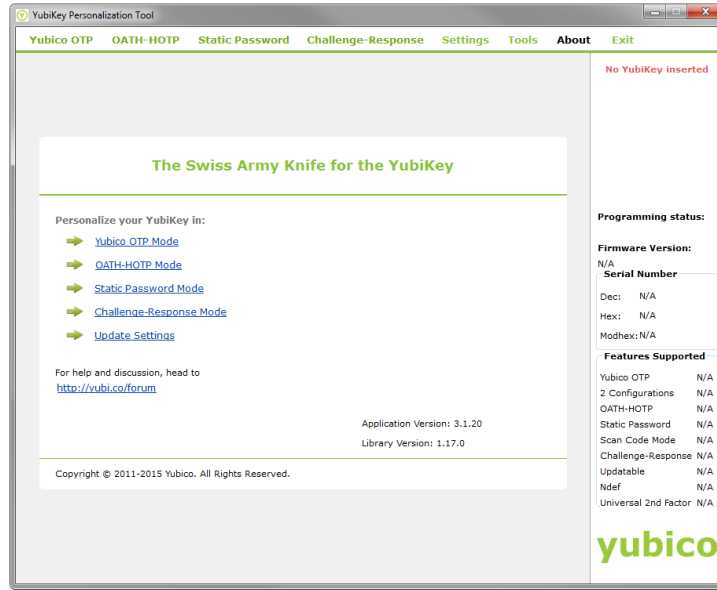 YubiKey Personalization Tool
Yubico OTP OATH-HOTP Static Password Challenge-Response Settings Tools About Exit
No YubiKey inserted
The Swiss Army Knife for the YubiKey
Personalize your YubiKey in:
Yubico OTP Mode
OATH-HOTP Mode
Static Password Mode
Challenge-Response Mode
Update Settings
For help and discussion, head to
http://yubi.co/forum
Application Version: 3.1.20
Library Version: 1.17.0
Copyright © 2011-2015 Yubico. All Rights Reserved.
Programming status:
Firmware Version:
N/A
Serial Number
Dec: N/A
Hex: N/A
Modhex: N/A
Features Supported
Yubico OTP N/A
2 Configurations N/A
OATH-HOTP N/A
Static Password N/A
Scan Code Mode N/A
Challenge-Response N/A
Updatable N/A
Ndef N/A
Universal 2nd Factor N/A
yubico